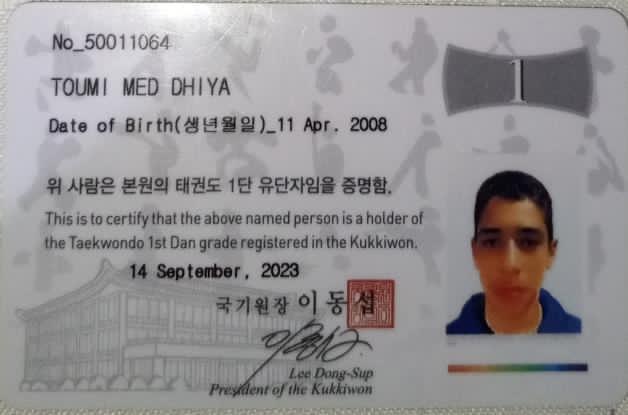 No_50011064
1
TOUMI MED DHIYA
Date of Birth(생년월일)_11 Apr. 2008
위 사람은 본원의 태권도 1단 유단자임을 증명함.
This is to certify that the above named person is a holder of
the Taekwondo 1st Dan grade registered in the Kukkiwon.
14 September, 2023
국기원장 이동섭
Lee Dong-Sup
President of the Kukkiwon